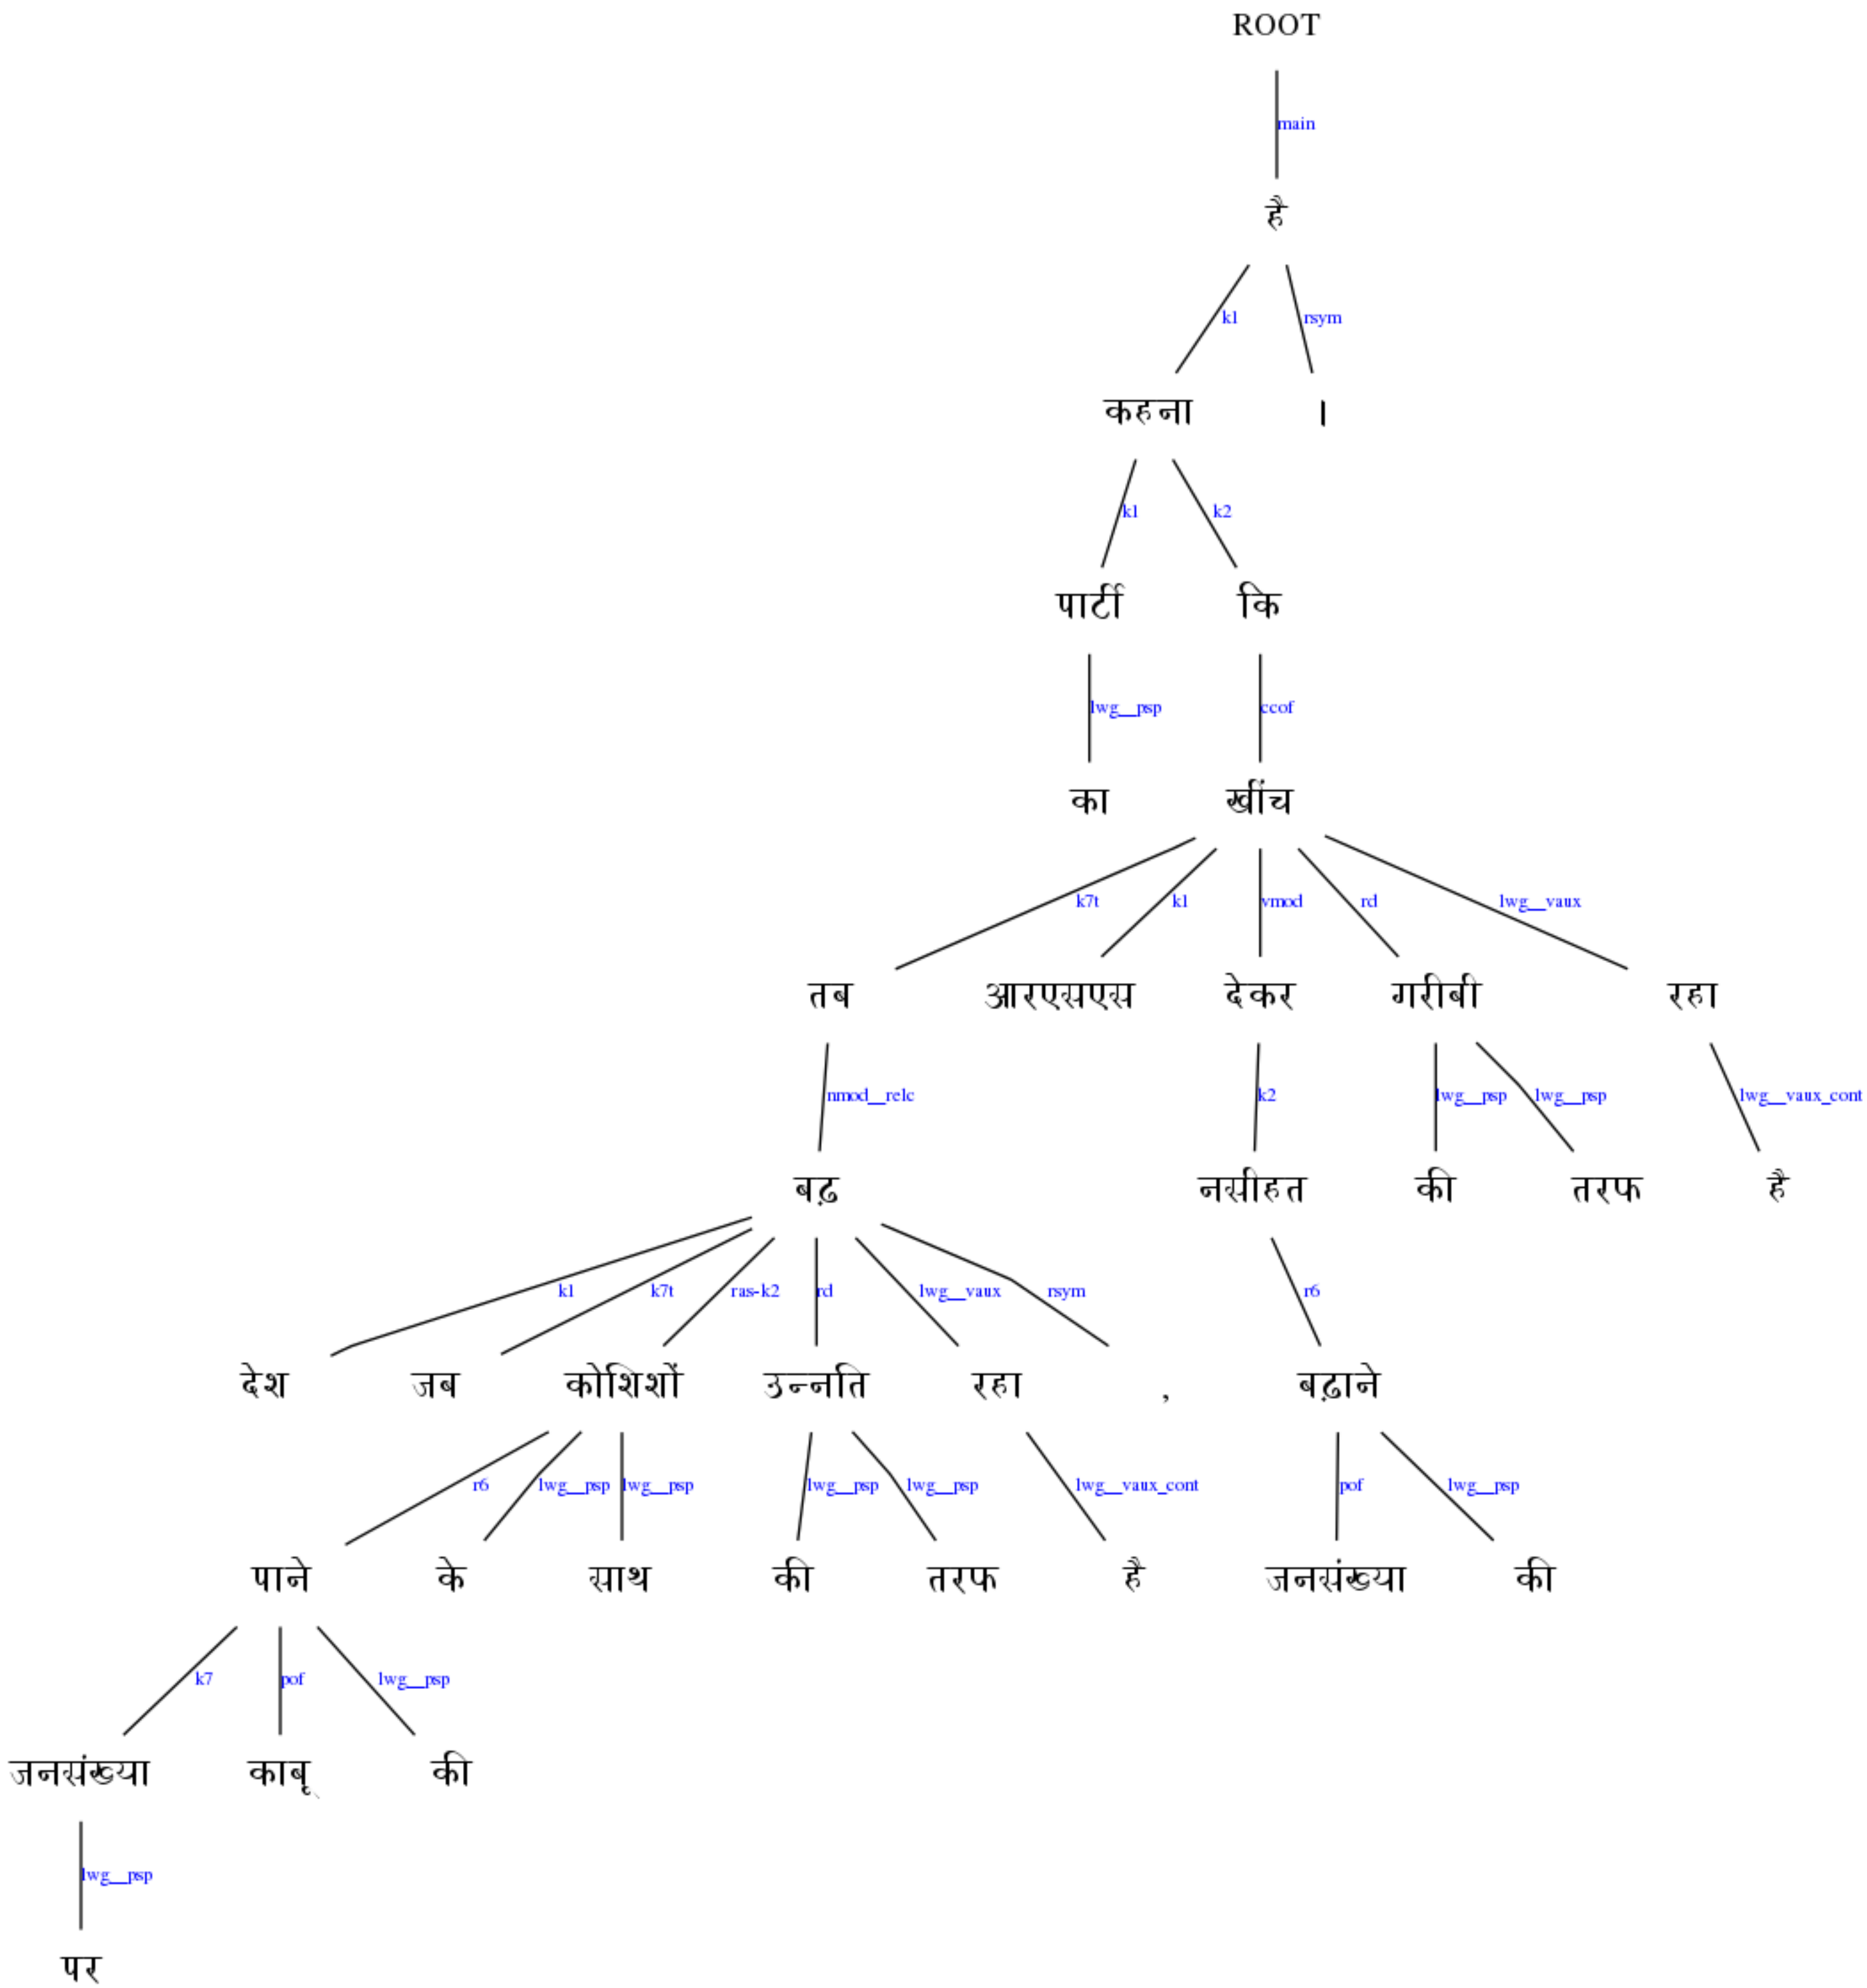 ROOT
main
है
k1 rsym
कहना ।
k1 k2
पार्टी कि
lwg__psp ccof
का खींच
k7t k1 vmod rd lwg__vaux
तब आरएसएस देकर गरीबी रहा
nmod__relc k2 lwg__psp lwg__psp lwg__vaux_cont
बढ़ नसीहत की तरफ है
k1 k7t ras-k2 rd lwg__vaux rsym r6
देश जब कोशिशों उन्नति रहा , बढ़ाने
r6 lwg__psp lwg__psp lwg__psp lwg__psp lwg__vaux_cont pof lwg__psp
पाने के साथ की तरफ है जनसंख्या की
k7 pof lwg__psp
जनसंख्या काबू की
lwg__psp
पर